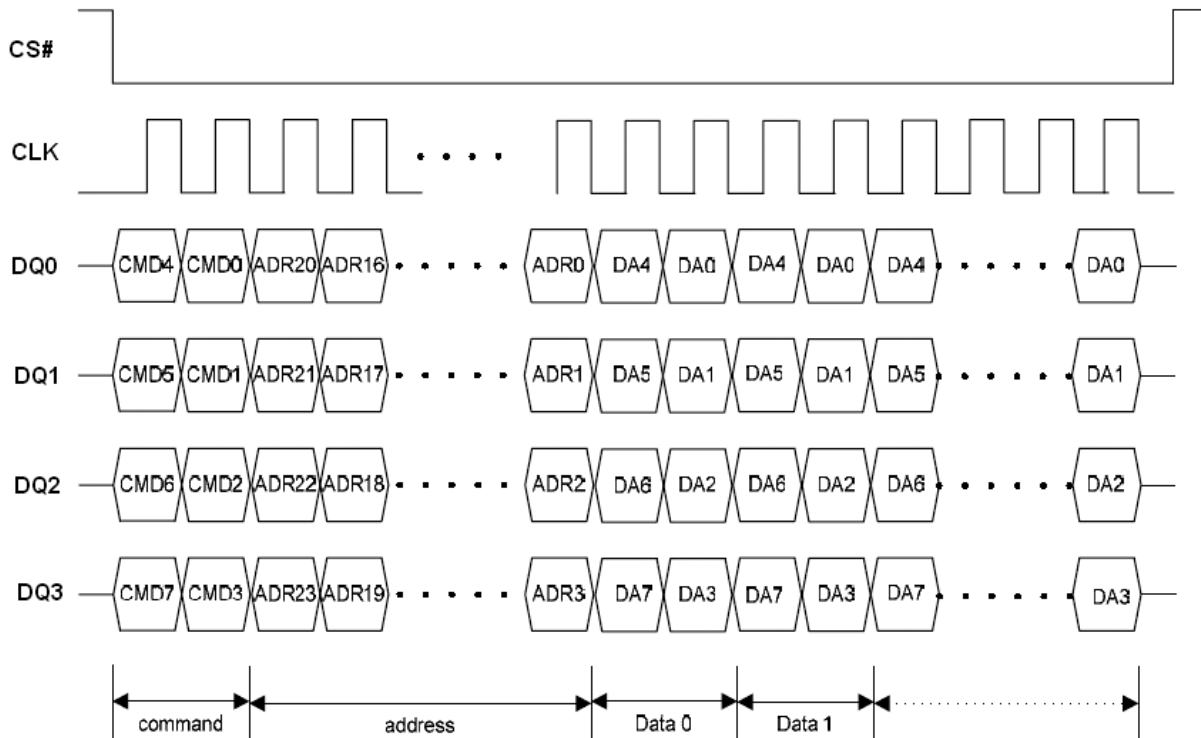 CS#
CLK
DQ0 CMD4 CMD0 ADR20 ADR16 ADR0 DA4 DA0 DA4 DA0 DA4 DA0
DQ1 CMD5 CMD1 ADR21 ADR17 ADR1 DA5 DA1 DA5 DA1 DA5 DA1
DQ2 CMD6 CMD2 ADR22 ADR18 ADR2 DA6 DA2 DA6 DA2 DA6 DA2
DQ3 CMD7 CMD3 ADR23 ADR19 ADR3 DA7 DA3 DA7 DA3 DA7 DA3
command address Data 0 Data 1